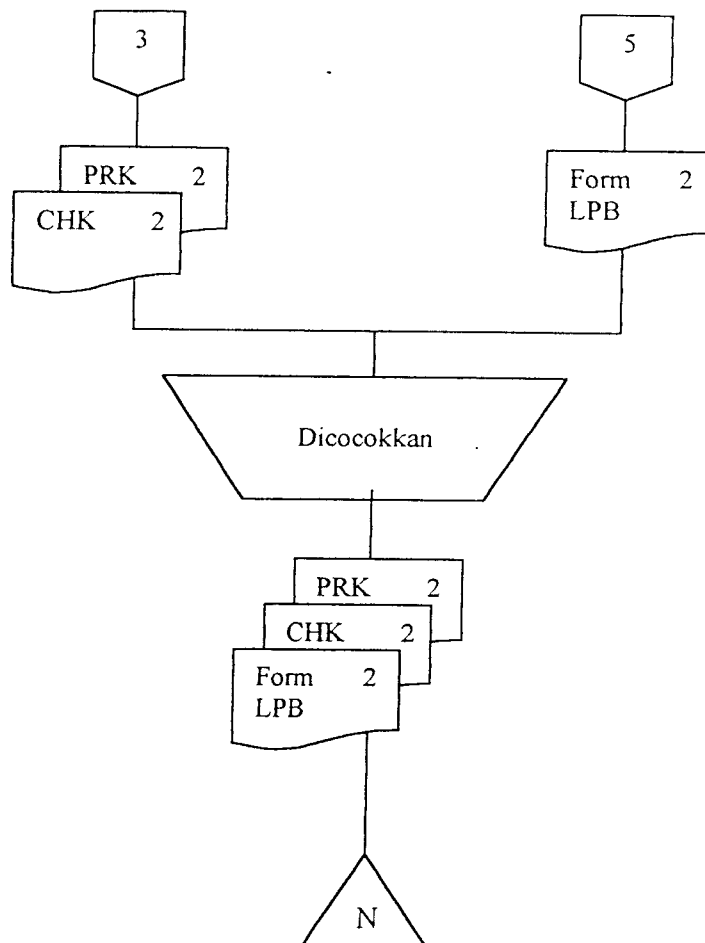 3
5
PRK 2
CHK 2
Form 2
LPB
Dicocokkan
PRK 2
CHK 2
Form 2
LPB
N